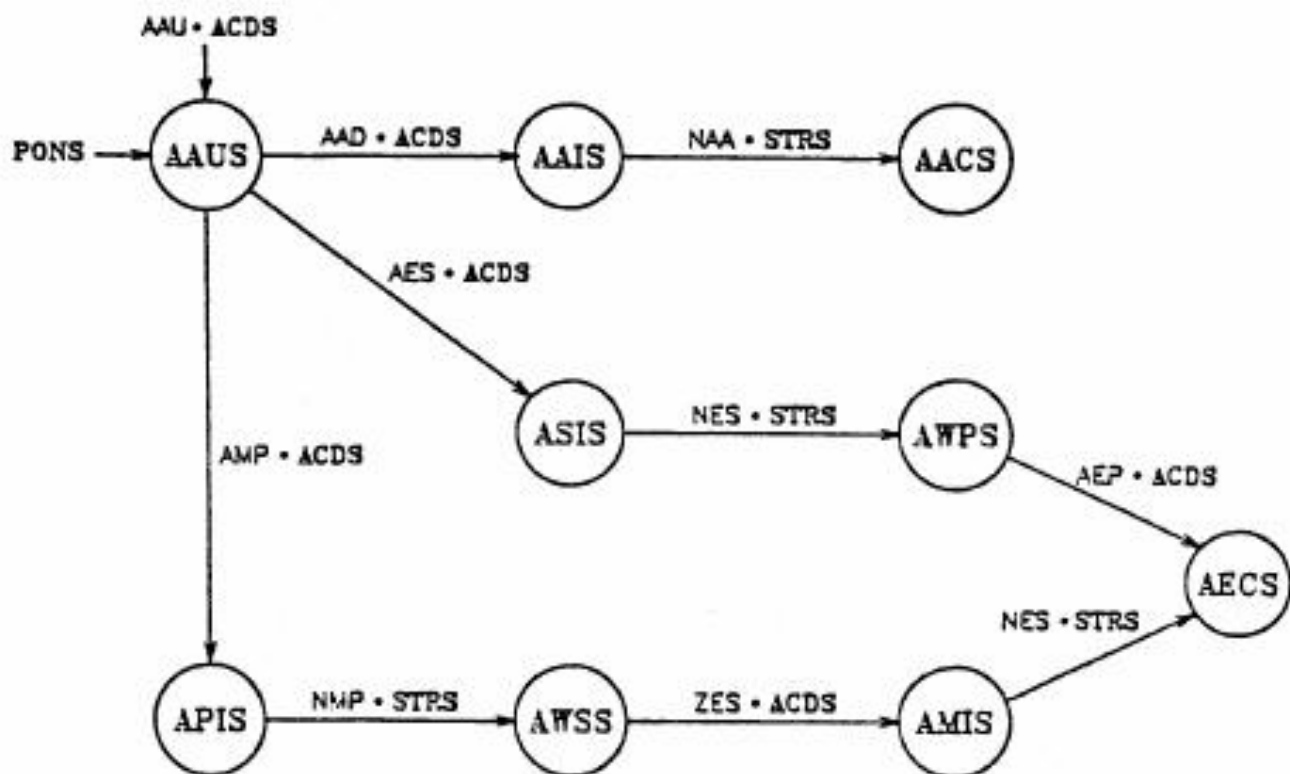 AAU • ACDS
PONS
AAUS
AAD • ACDS
AAIS
NAA • STRS
AACS
AES • ACDS
ASIS
NES • STRS
AWPS
AMP • ACDS
AEP • ACDS
AECS
NES • STRS
APIS
NMP • STRS
AWSS
ZES • ACDS
AMIS